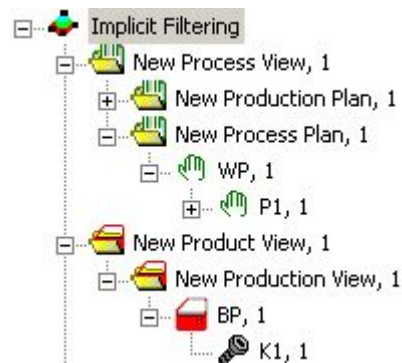 Implicit Filtering
New Process View, 1
New Production Plan, 1
New Process Plan, 1
WP, 1
P1, 1
New Product View, 1
New Production View, 1
BP, 1
K1, 1